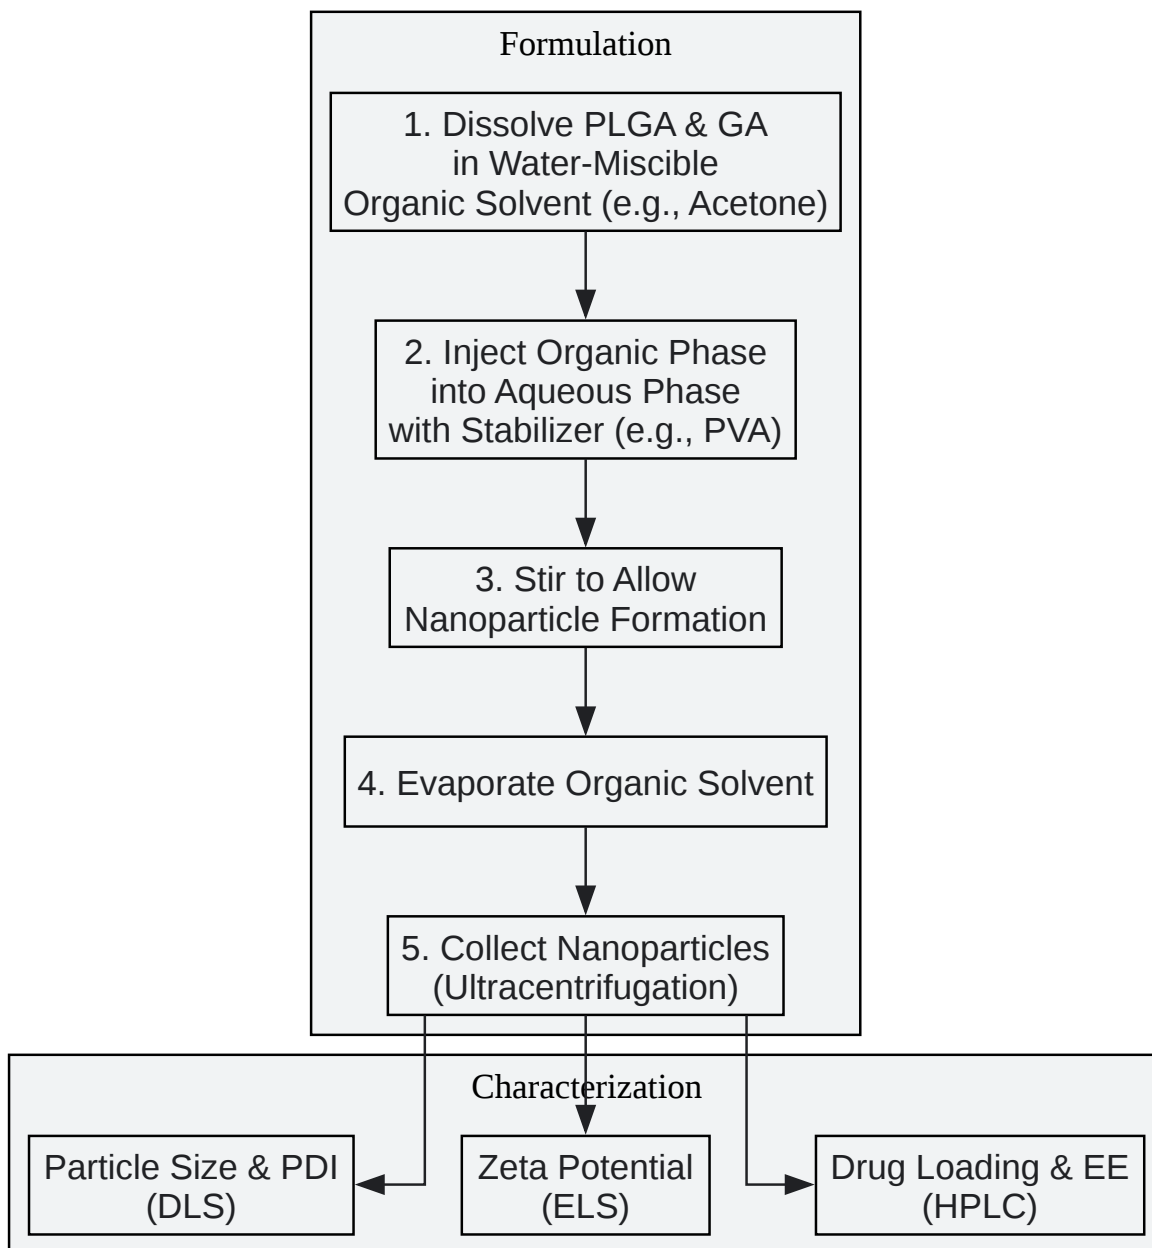 Formulation
1. Dissolve PLGA & GA
in Water-Miscible
Organic Solvent (e.g., Acetone)
2. Inject Organic Phase
into Aqueous Phase
with Stabilizer (e.g., PVA)
3. Stir to Allow
Nanoparticle Formation
4. Evaporate Organic Solvent
5. Collect Nanoparticles
(Ultracentrifugation)
Characterization
Particle Size & PDI
(DLS)
Zeta Potential
(ELS)
Drug Loading & EE
(HPLC)